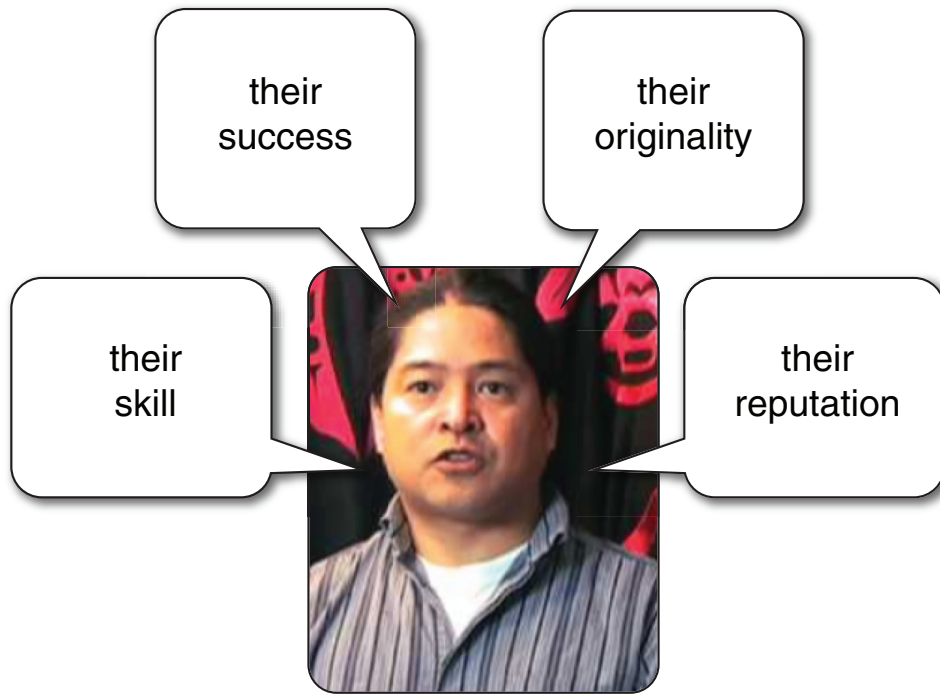 their
success
their
originality
their
skill
their
reputation